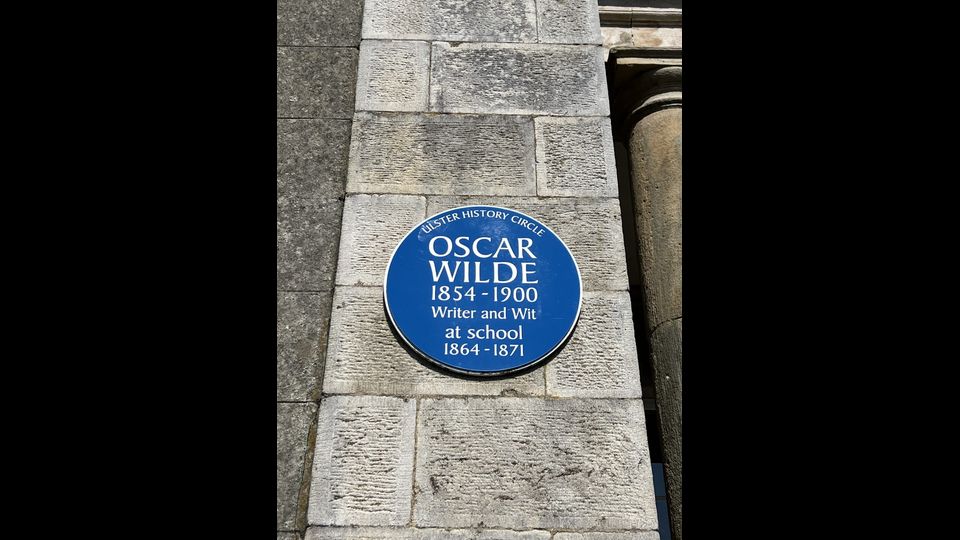 ULSTER HISTORY CIRCLE
OSCAR
WILDE
1854 - 1900
Writer and Wit
at school
1864 - 1871